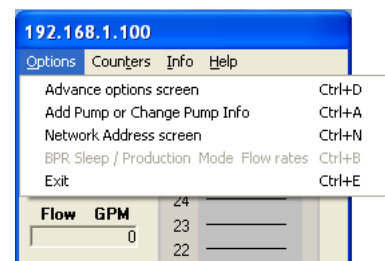 192.168.1.100
Options Counters Info Help
Advance options screen Ctrl+D
Add Pump or Change Pump Info Ctrl+A
Network Address screen Ctrl+N
BPR Sleep / Production Mode Flow rates Ctrl+B
Exit Ctrl+E
24
Flow GPM
23
0
22